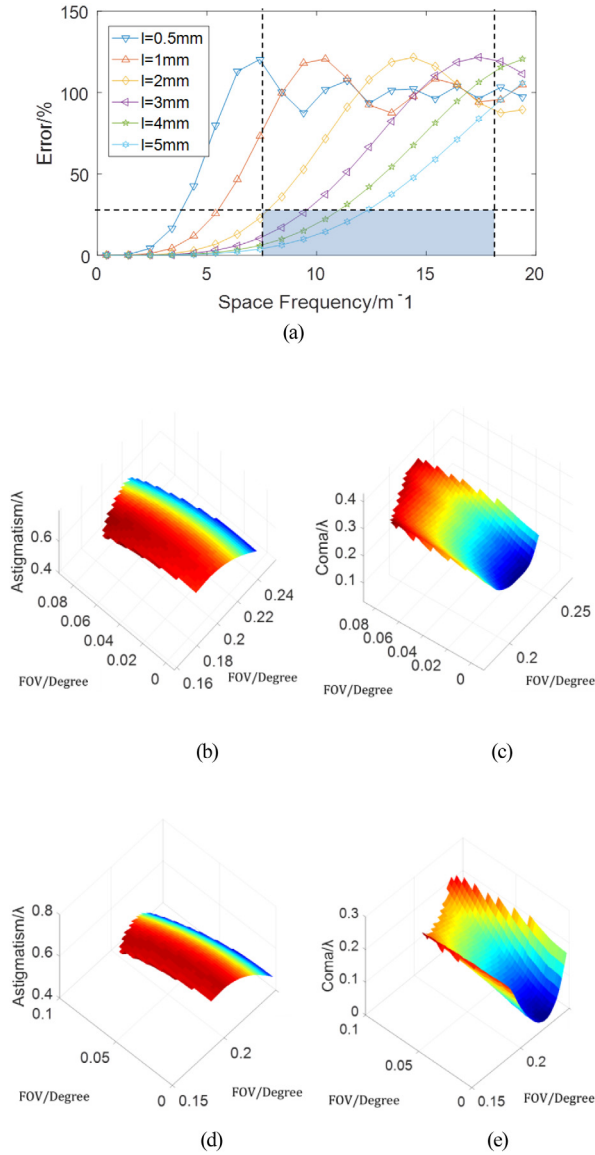 l=0.5mm
l=1mm
l=2mm
l=3mm
l=4mm
l=5mm
150
100
50
0
Error/%
0 5 10 15 20
Space Frequency/m⁻1
(a)
Astigmatism/λ
0.6
0.4
0.08
0.06
0.04
0.02
0
0.24
0.22
0.2
0.18
0.16
FOV/Degree
FOV/Degree
(b)
Coma/λ
0.4
0.3
0.2
0.1
0.08
0.06
0.04
0.02
0
0.25
0.2
FOV/Degree
FOV/Degree
(c)
Astigmatism/λ
0.8
0.6
0.4
0.1
0.05
0
0.2
0.15
FOV/Degree
FOV/Degree
(d)
Coma/λ
0.3
0.2
0.1
0
0.1
0.05
0
0.2
0.15
FOV/Degree
FOV/Degree
(e)